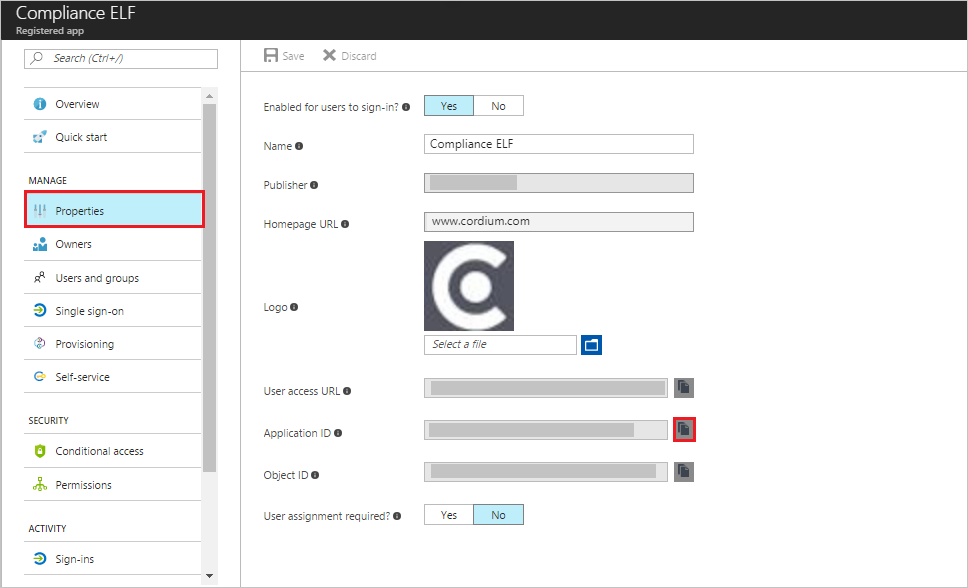 Compliance ELF
Registered app
Search (Ctrl+/)
Overview
Quick start
MANAGE
Properties
Owners
Users and groups
Single sign-on
Provisioning
Self-service
SECURITY
Conditional access
Permissions
ACTIVITY
Sign-ins
Save Discard
Enabled for users to sign-in? Yes No
Name Compliance ELF
Publisher
Homepage URL www.cordium.com
Logo
Select a file
User access URL
Application ID
Object ID
User assignment required? Yes No